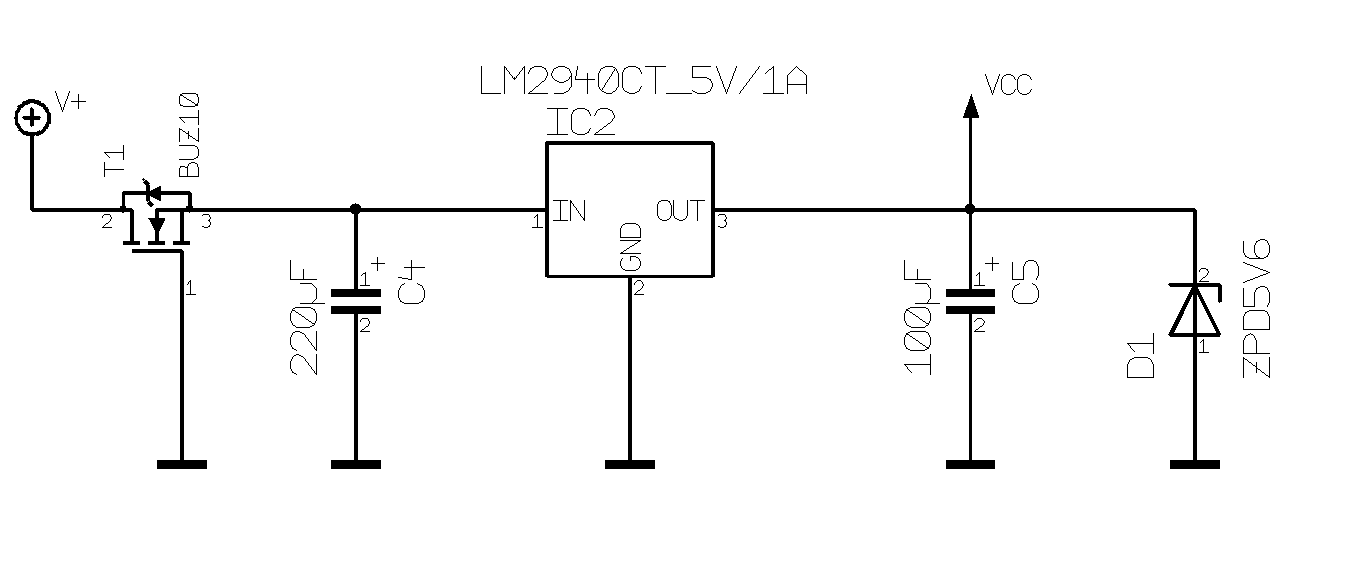 LM2940CT_5V/1A
IC2
V+
VCC
T1
BUZ10
2
3
1
1
IN
OUT
3
GND
2
220µF
1
+
2
C4
100µF
1
+
2
C5
D1
2
1
ZPD5V6